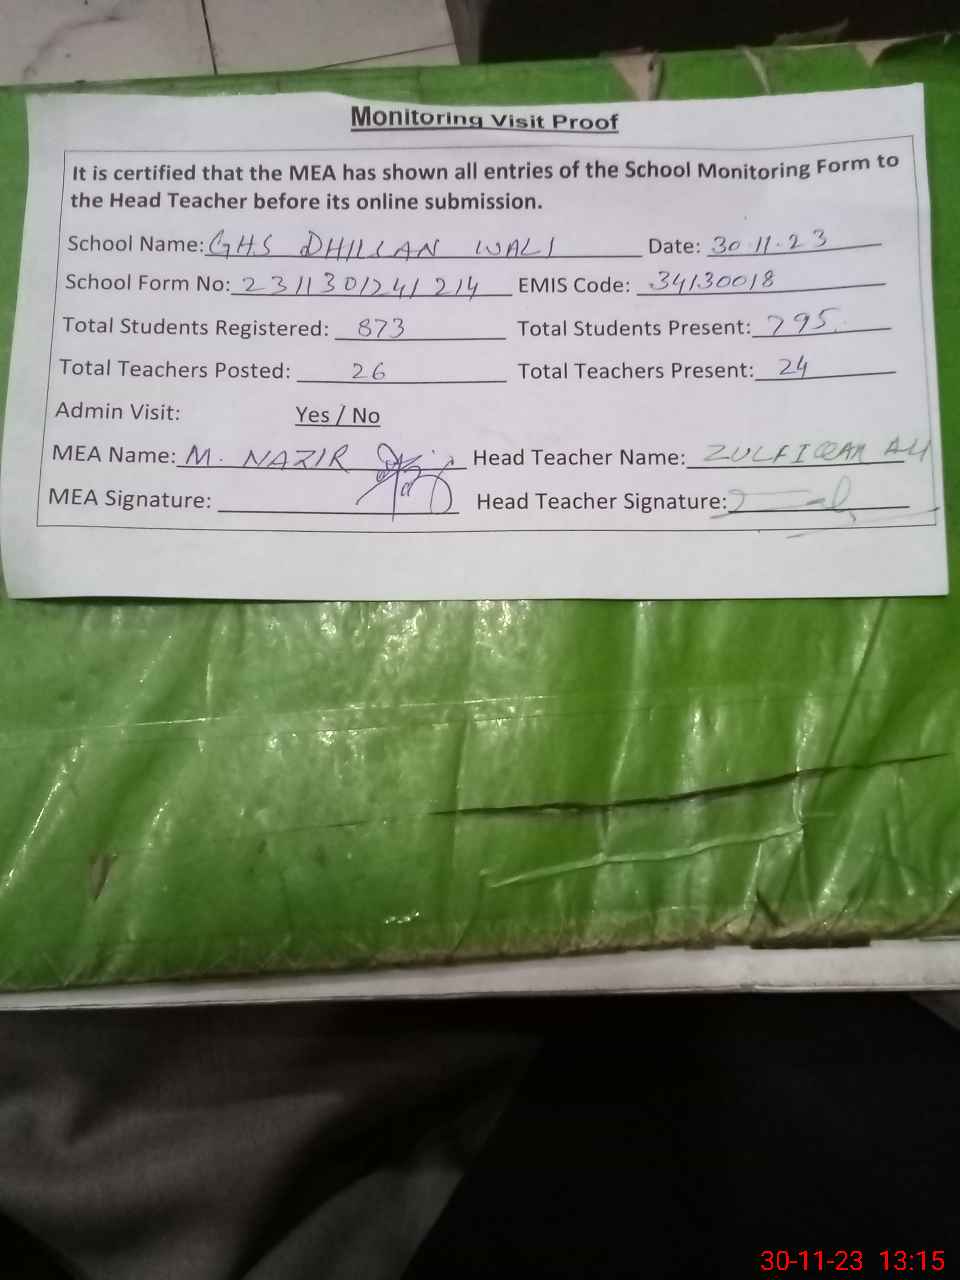 Monitoring Visit Proof
It is certified that the MEA has shown all entries of the School Monitoring Form to
the Head Teacher before its online submission.
School Name: GHS DHILLAN WALI Date: 30.11.23
School Form No: 2311301241214 EMIS Code: 34130018
Total Students Registered: 873 Total Students Present: 795
Total Teachers Posted: 26 Total Teachers Present: 24
Admin Visit: Yes / No
MEA Name: M. NAZIR Head Teacher Name: ZULFIQAR ALI
MEA Signature: Head Teacher Signature:
30-11-23 13:15